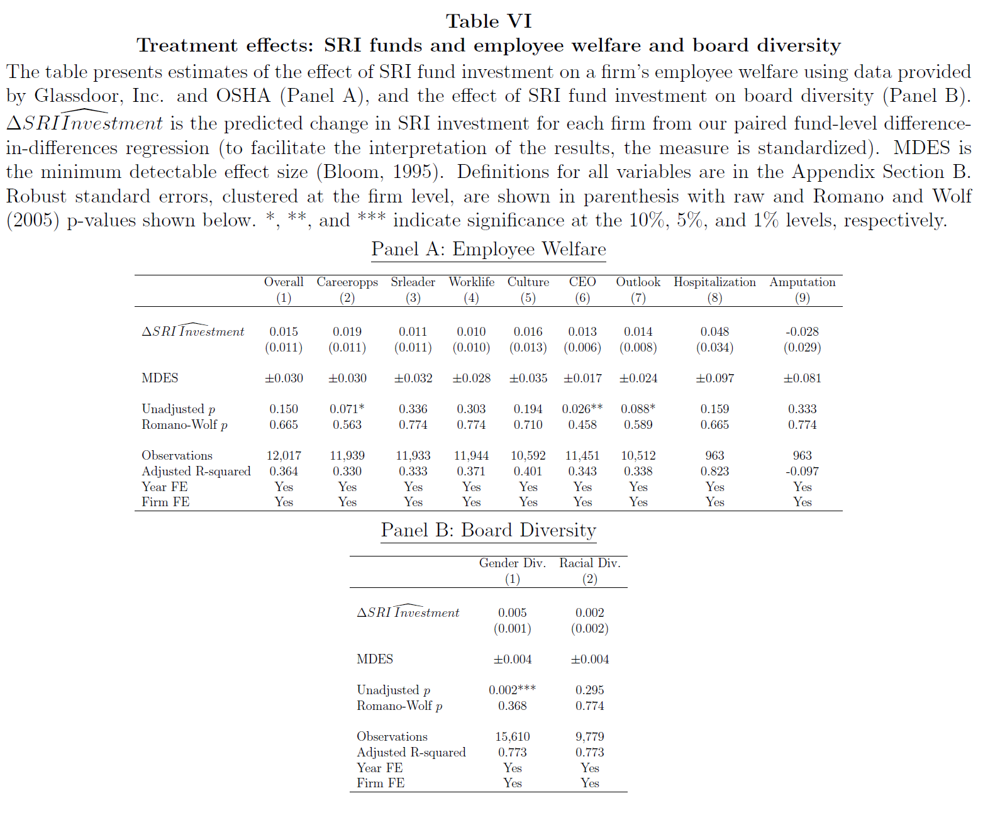 Table VI
Treatment effects: SRI funds and employee welfare and board diversity
The table presents estimates of the effect of SRI fund investment on a firm's employee welfare using data provided
by Glassdoor, Inc. and OSHA (Panel A), and the effect of SRI fund investment on board diversity (Panel B).
ΔSRI Investment is the predicted change in SRI investment for each firm from our paired fund-level difference-
in-differences regression (to facilitate the interpretation of the results, the measure is standardized). MDES is
the minimum detectable effect size (Bloom, 1995). Definitions for all variables are in the Appendix Section B.
Robust standard errors, clustered at the firm level, are shown in parenthesis with raw and Romano and Wolf
(2005) p-values shown below. *, **, and *** indicate significance at the 10%, 5%, and 1% levels, respectively.
Panel A: Employee Welfare
Overall Careeropps Srleader Worklife Culture CEO Outlook Hospitalization Amputation
(1) (2) (3) (4) (5) (6) (7) (8) (9)
ΔSRI Investment 0.015 0.019 0.011 0.010 0.016 0.013 0.014 0.048 -0.028
(0.011) (0.011) (0.011) (0.010) (0.013) (0.006) (0.008) (0.034) (0.029)
MDES ±0.030 ±0.030 ±0.032 ±0.028 ±0.035 ±0.017 ±0.024 ±0.097 ±0.081
Unadjusted p 0.150 0.071* 0.336 0.303 0.194 0.026** 0.088* 0.159 0.333
Romano-Wolf p 0.665 0.563 0.774 0.774 0.710 0.458 0.589 0.665 0.774
Observations 12,017 11,939 11,933 11,944 10,592 11,451 10,512 963 963
Adjusted R-squared 0.364 0.330 0.333 0.371 0.401 0.343 0.338 0.823 -0.097
Year FE Yes Yes Yes Yes Yes Yes Yes Yes Yes
Firm FE Yes Yes Yes Yes Yes Yes Yes Yes Yes
Panel B: Board Diversity
Gender Div. Racial Div.
(1) (2)
ΔSRI Investment 0.005 0.002
(0.001) (0.002)
MDES ±0.004 ±0.004
Unadjusted p 0.002*** 0.295
Romano-Wolf p 0.368 0.774
Observations 15,610 9,779
Adjusted R-squared 0.773 0.773
Year FE Yes Yes
Firm FE Yes Yes